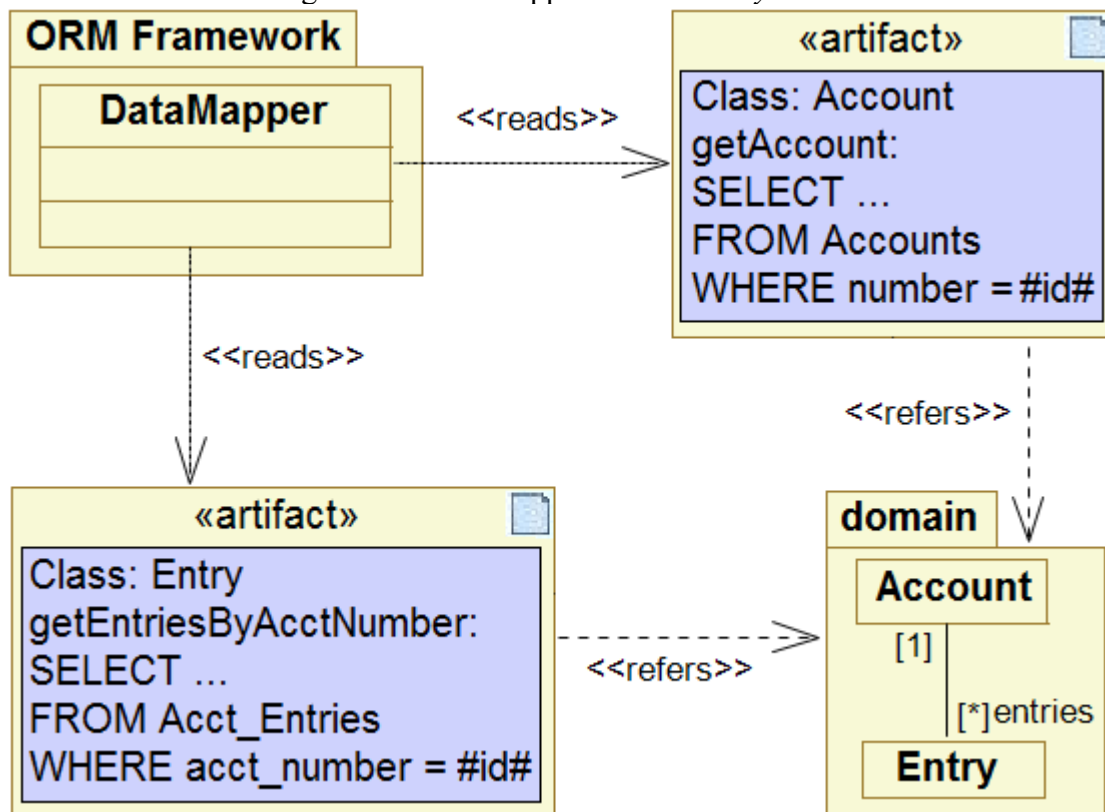 ORM Framework
DataMapper
<<reads>>
«artifact»
Class: Account
getAccount:
SELECT ...
FROM Accounts
WHERE number = #id#
<<reads>>
<<refers>>
«artifact»
Class: Entry
getEntriesByAcctNumber:
SELECT ...
FROM Acct_Entries
WHERE acct_number = #id#
<<refers>>
domain
Account
[1]
[*] entries
Entry